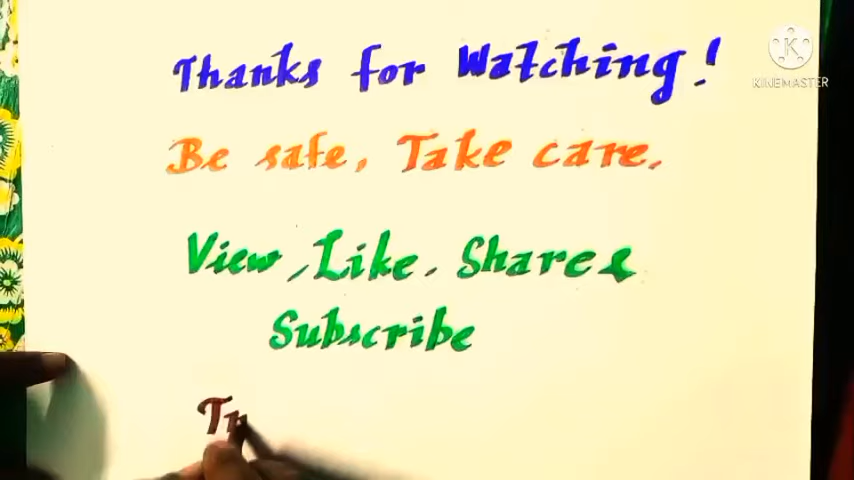 Thanks for Watching!
Be safe, Take care.
View, Like, Share &
Subscribe
KINEMASTER